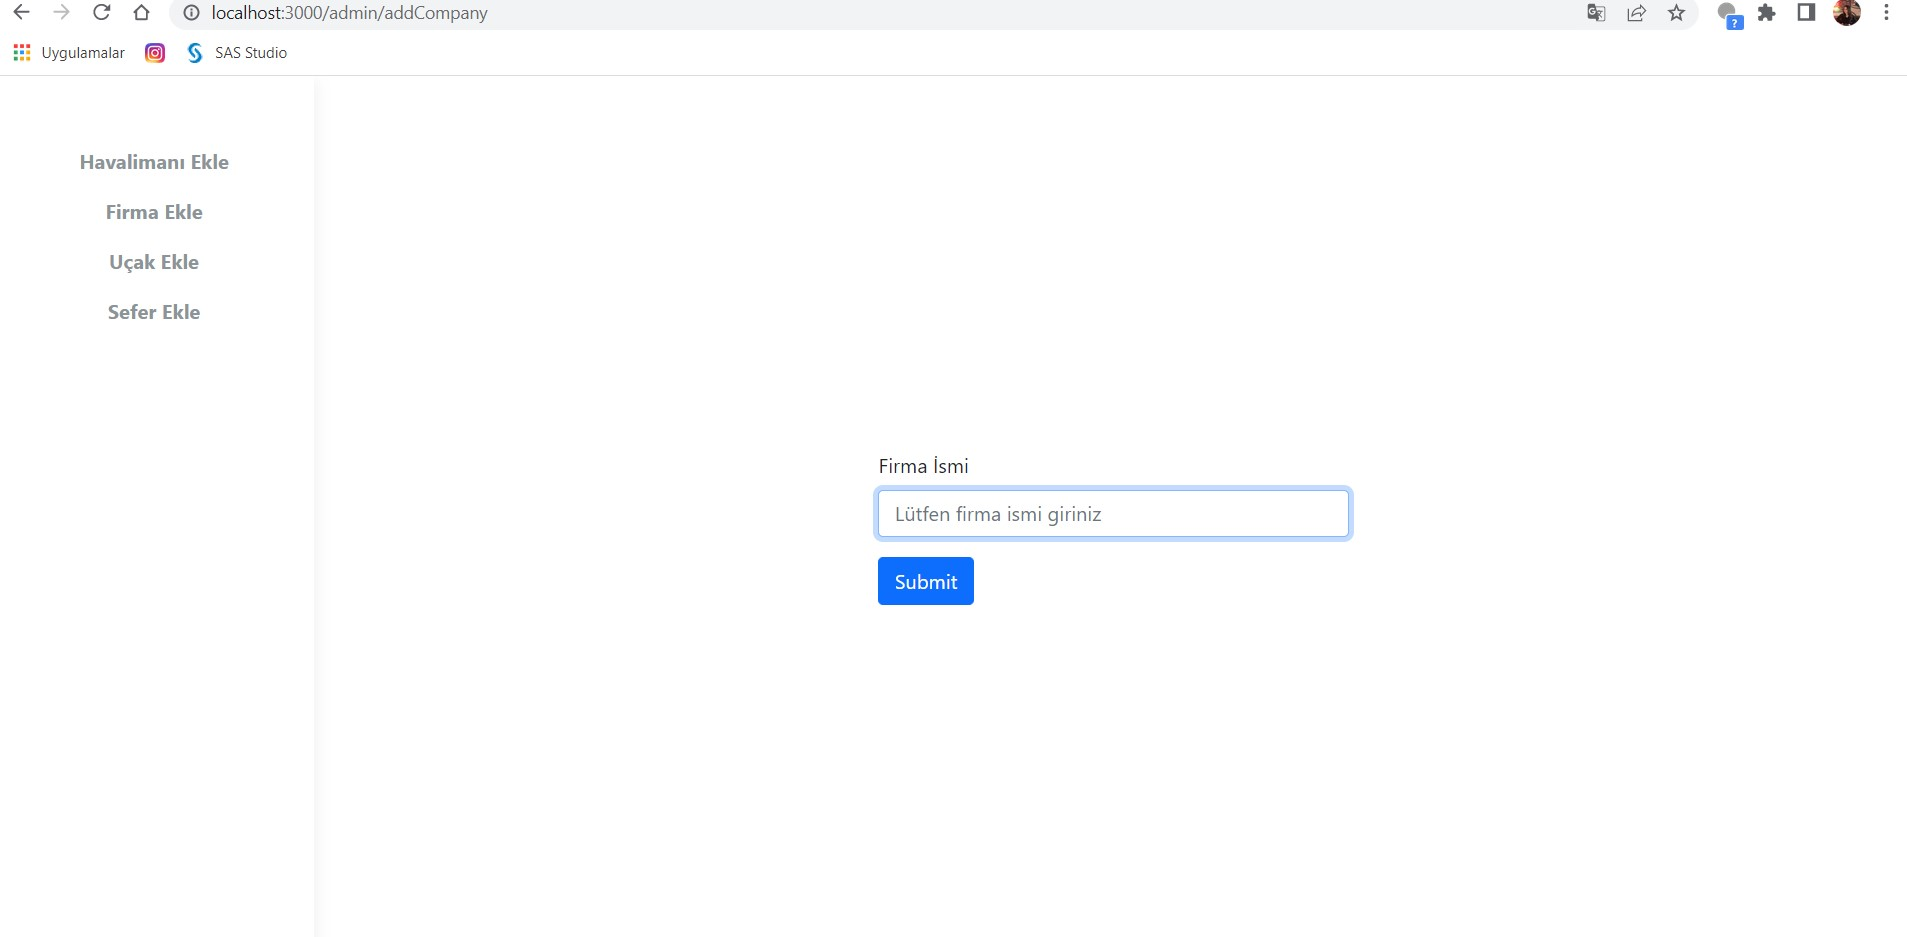 localhost:3000/admin/addCompany
?
Uygulamalar SAS Studio
Havalimanı Ekle
Firma Ekle
Uçak Ekle
Sefer Ekle
Firma İsmi
Lütfen firma ismi giriniz
Submit